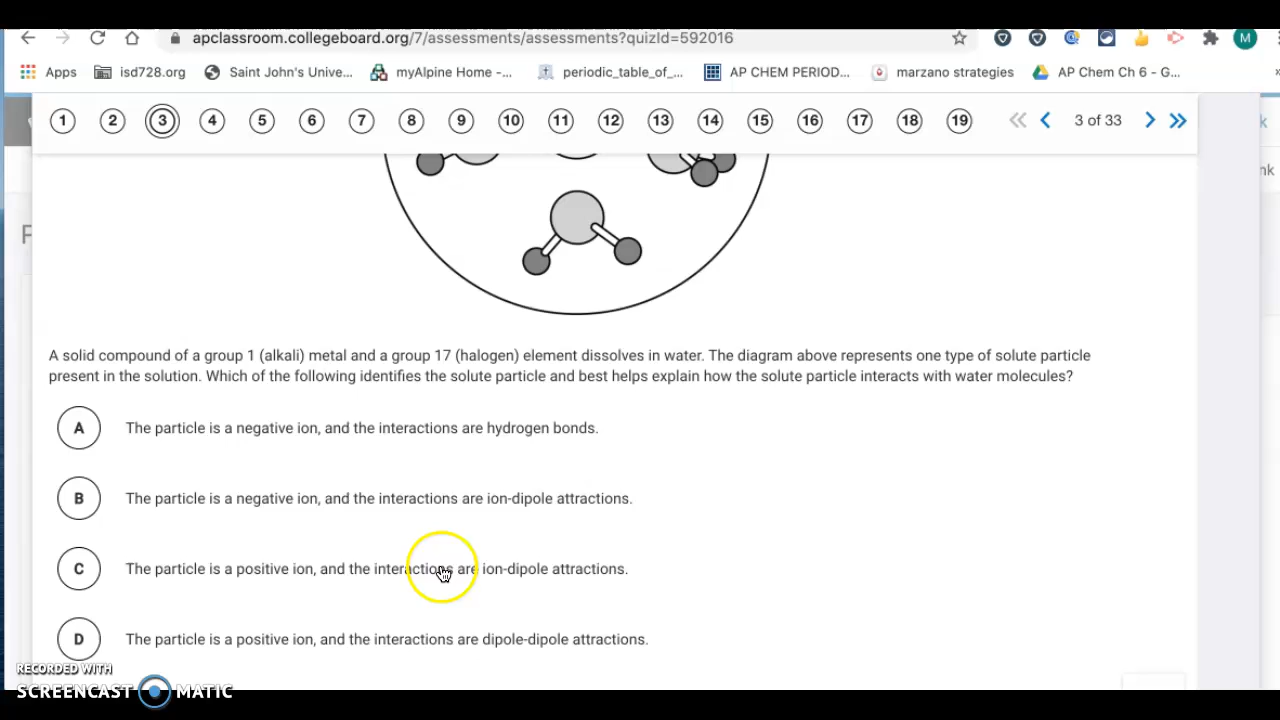 apclassroom.collegeboard.org/7/assessments/assessments?quizId=592016
M
Apps isd728.org Saint John's Unive... myAlpine Home -... periodic_table_of_... AP CHEM PERIOD... marzano strategies AP Chem Ch 6 - G...
1 2 3 4 5 6 7 8 9 10 11 12 13 14 15 16 17 18 19 3 of 33
A solid compound of a group 1 (alkali) metal and a group 17 (halogen) element dissolves in water. The diagram above represents one type of solute particle
present in the solution. Which of the following identifies the solute particle and best helps explain how the solute particle interacts with water molecules?
A The particle is a negative ion, and the interactions are hydrogen bonds.
B The particle is a negative ion, and the interactions are ion-dipole attractions.
C The particle is a positive ion, and the interactions are ion-dipole attractions.
D The particle is a positive ion, and the interactions are dipole-dipole attractions.
RECORDED WITH
SCREENCAST MATIC